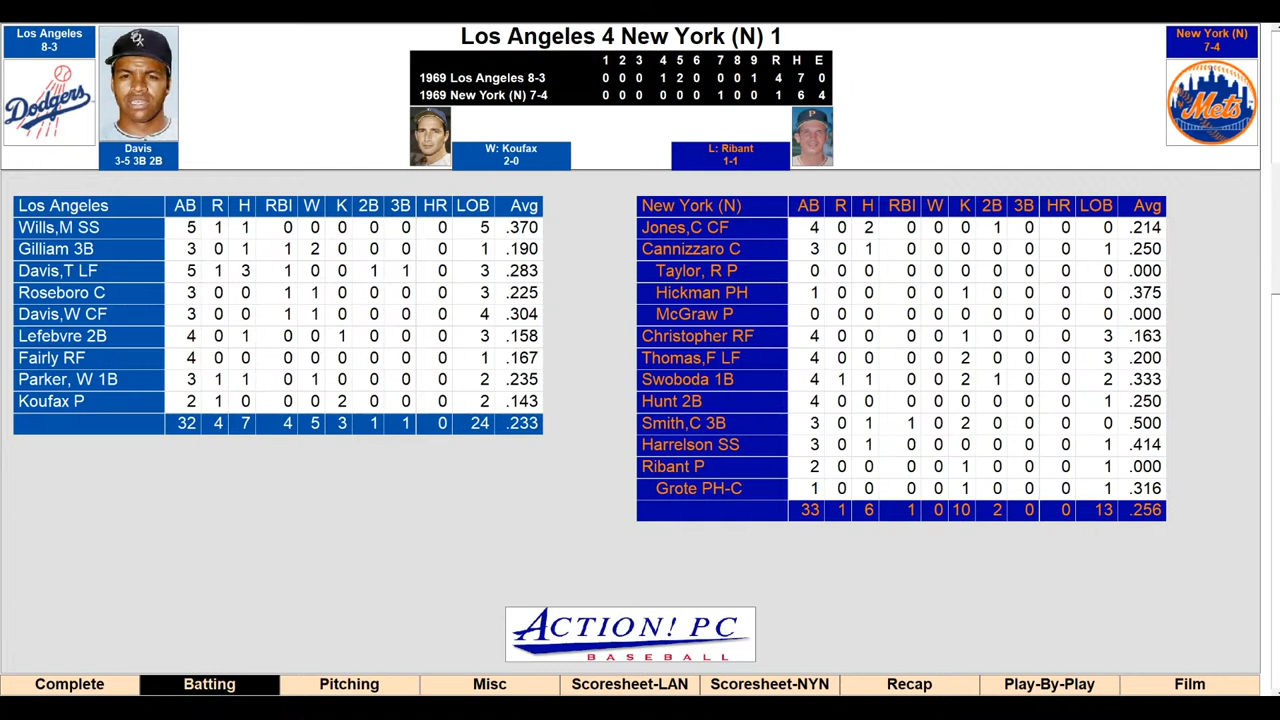 Los Angeles 4 New York (N) 1
Los Angeles
8-3
Dodgers
Davis
3-5 3B 2B
1 2 3 4 5 6 7 8 9 R H E
1969 Los Angeles 8-3 0 0 0 1 2 0 0 0 1 4 7 0
1969 New York (N) 7-4 0 0 0 0 0 0 1 0 0 1 6 4
W: Koufax
2-0
L: Ribant
1-1
New York (N)
7-4
Mets
Los Angeles AB R H RBI W K 2B 3B HR LOB Avg
Wills,M SS 5 1 1 0 0 0 0 0 0 5 .370
Gilliam 3B 3 0 1 1 2 0 0 0 0 1 .190
Davis,T LF 5 1 3 1 0 0 1 1 0 3 .283
Roseboro C 3 0 0 1 1 0 0 0 0 3 .225
Davis,W CF 3 0 0 1 1 0 0 0 0 4 .304
Lefebvre 2B 4 0 1 0 0 1 0 0 0 3 .158
Fairly RF 4 0 0 0 0 0 0 0 0 1 .167
Parker, W 1B 3 1 1 0 1 0 0 0 0 2 .235
Koufax P 2 1 0 0 0 2 0 0 0 2 .143
32 4 7 4 5 3 1 1 0 24 .233
New York (N) AB R H RBI W K 2B 3B HR LOB Avg
Jones,C CF 4 0 2 0 0 0 1 0 0 0 .214
Cannizzaro C 3 0 1 0 0 0 0 0 0 1 .250
Taylor, R P 0 0 0 0 0 0 0 0 0 0 .000
Hickman PH 1 0 0 0 0 1 0 0 0 1 .375
McGraw P 0 0 0 0 0 0 0 0 0 0 .000
Christopher RF 4 0 0 0 0 1 0 0 0 3 .163
Thomas,F LF 4 0 0 0 0 2 0 0 0 3 .200
Swoboda 1B 4 1 1 0 0 2 1 0 0 2 .333
Hunt 2B 4 0 0 0 0 0 0 0 0 1 .250
Smith,C 3B 3 0 1 1 0 2 0 0 0 0 .500
Harrelson SS 3 0 1 0 0 0 0 0 0 1 .414
Ribant P 2 0 0 0 0 1 0 0 0 1 .000
Grote PH-C 1 0 0 0 0 1 0 0 0 1 .316
33 1 6 1 0 10 2 0 0 13 .256
ACTION! PC
BASEBALL
Complete Batting Pitching Misc Scoresheet-LAN Scoresheet-NYN Recap Play-By-Play Film